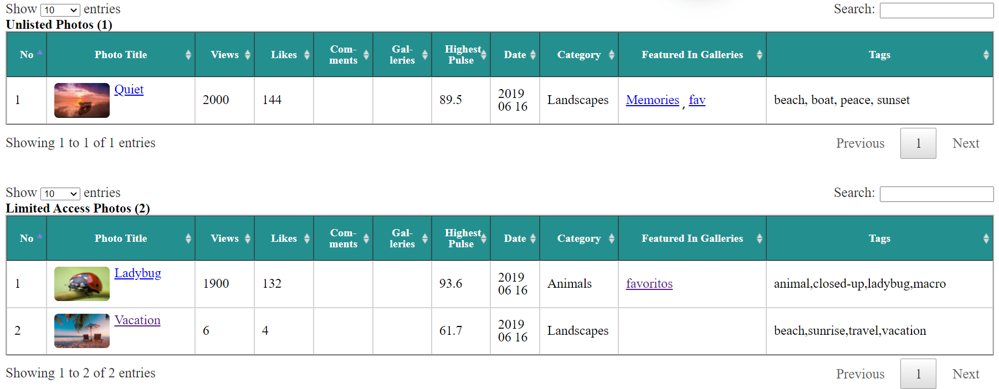 Show 10 entries Search:
Unlisted Photos (1)
No Photo Title Views Likes Com-ments Gal-leries Highest Pulse Date Category Featured In Galleries Tags
1 Quiet 2000 144 89.5 2019 06 16 Landscapes Memories , fav beach, boat, peace, sunset
Showing 1 to 1 of 1 entries Previous 1 Next
Show 10 entries Search:
Limited Access Photos (2)
No Photo Title Views Likes Com-ments Gal-leries Highest Pulse Date Category Featured In Galleries Tags
1 Ladybug 1900 132 93.6 2019 06 16 Animals favoritos animal,closed-up,ladybug,macro
2 Vacation 6 4 61.7 2019 06 16 Landscapes beach,sunrise,travel,vacation
Showing 1 to 2 of 2 entries Previous 1 Next